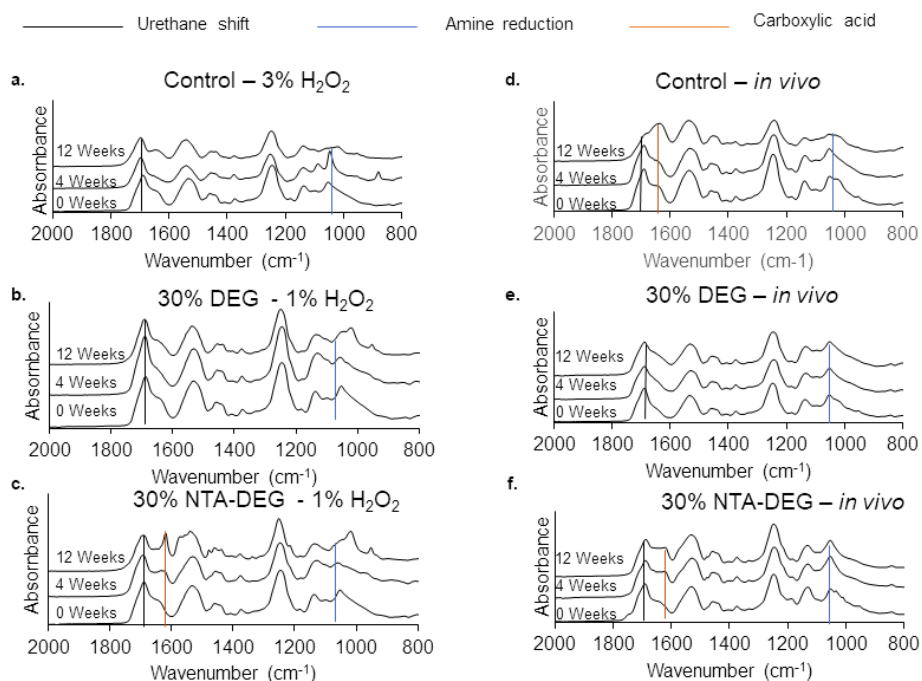 Urethane shift
Amine reduction
Carboxylic acid
a.
Control – 3% H₂O₂
Absornbance
12 Weeks
4 Weeks
0 Weeks
2000 1800 1600 1400 1200 1000 800
Wavenumber (cm⁻¹)
d.
Control – in vivo
Absornbance
12 Weeks
4 Weeks
0 Weeks
2000 1800 1600 1400 1200 1000 800
Wavenumber (cm-1)
b.
30% DEG - 1% H₂O₂
Absornbance
12 Weeks
4 Weeks
0 Weeks
2000 1800 1600 1400 1200 1000 800
Wavenumber (cm⁻¹)
e.
30% DEG – in vivo
Absornbance
12 Weeks
4 Weeks
0 Weeks
2000 1800 1600 1400 1200 1000 800
Wavenumber (cm⁻¹)
c.
30% NTA-DEG - 1% H₂O₂
Absornbance
12 Weeks
4 Weeks
0 Weeks
2000 1800 1600 1400 1200 1000 800
Wavenumber (cm⁻¹)
f.
30% NTA-DEG – in vivo
Absornbance
12 Weeks
4 Weeks
0 Weeks
2000 1800 1600 1400 1200 1000 800
Wavenumber (cm⁻¹)